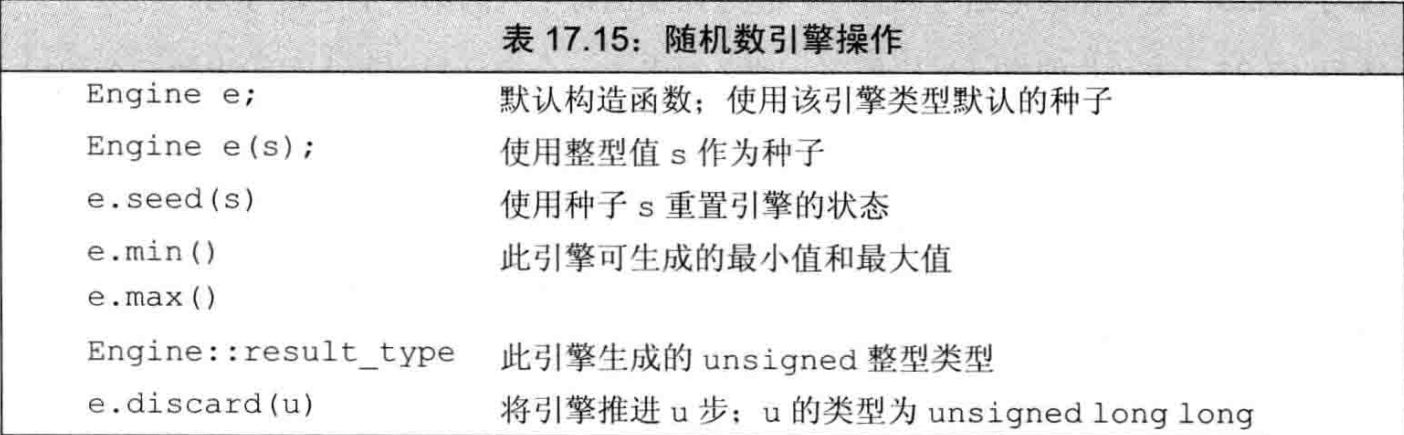 表 17.15：随机数引擎操作
Engine e; 默认构造函数；使用该引擎类型默认的种子
Engine e(s); 使用整型值 s 作为种子
e.seed(s) 使用种子 s 重置引擎的状态
e.min() 此引擎可生成的最小值和最大值
e.max()
Engine::result_type 此引擎生成的 unsigned 整型类型
e.discard(u) 将引擎推进 u 步；u 的类型为 unsigned long long